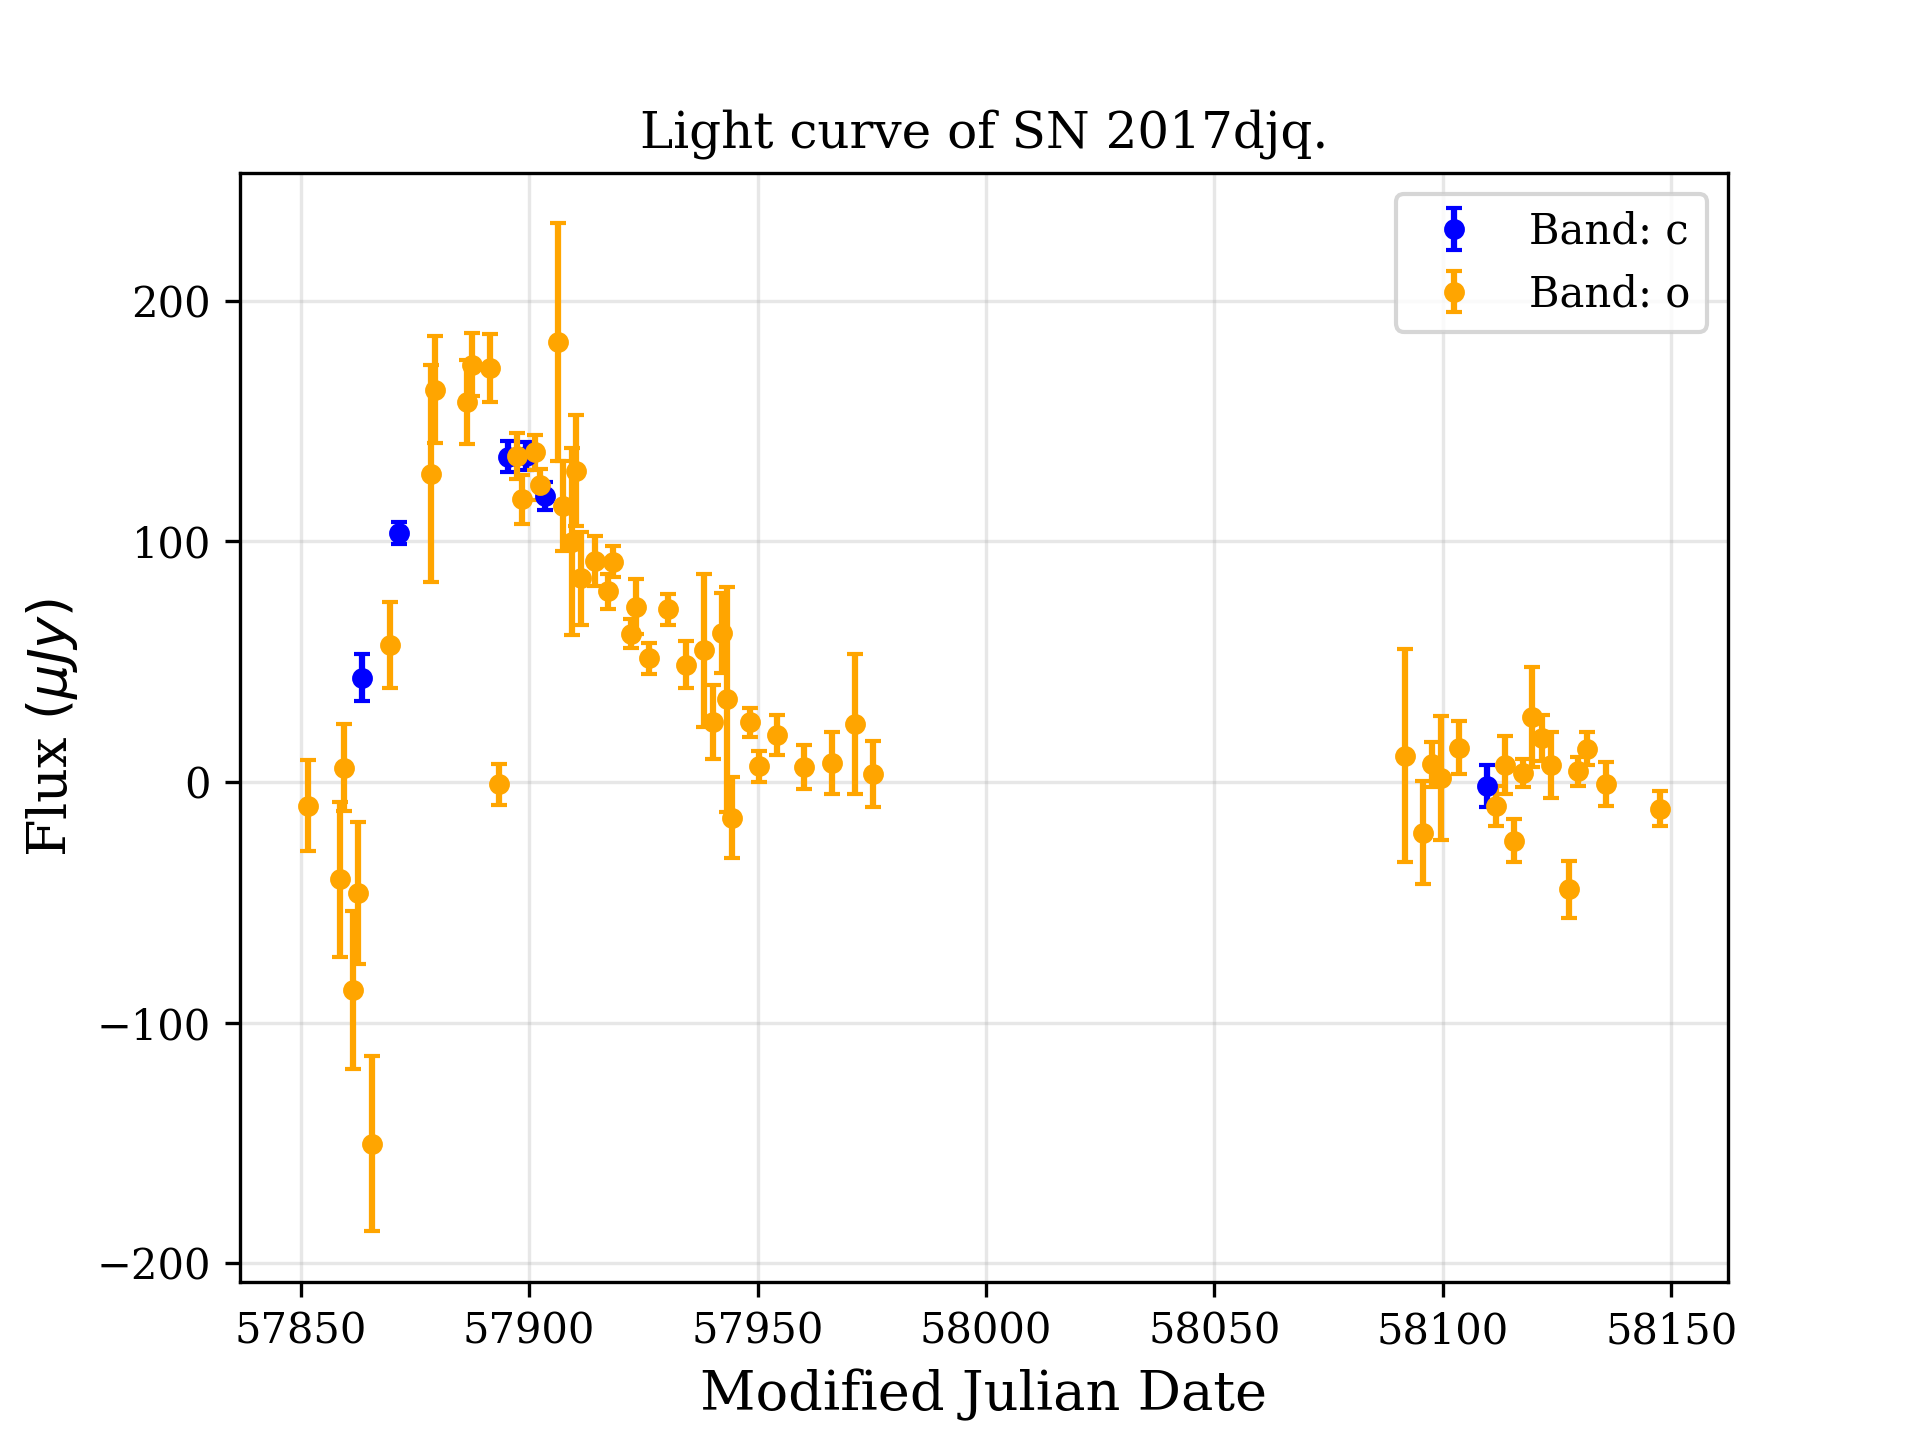 Light curve of SN 2017djq.
Band: c
Band: o
200
100
0
−100
−200
Flux (μJy)
57850 57900 57950 58000 58050 58100 58150
Modified Julian Date